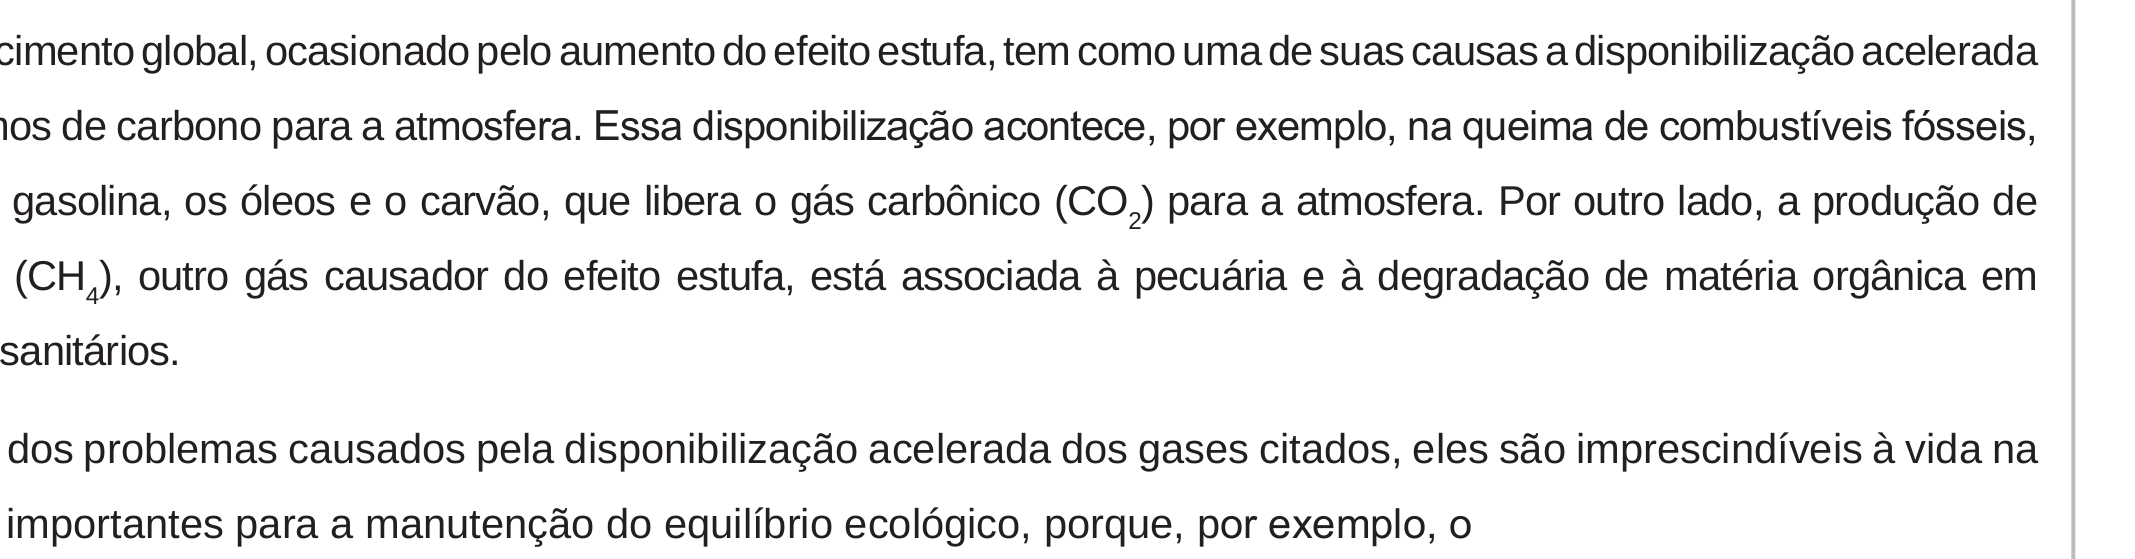 cimento global, ocasionado pelo aumento do efeito estufa, tem como uma de suas causas a disponibilização acelerada
mos de carbono para a atmosfera. Essa disponibilização acontece, por exemplo, na queima de combustíveis fósseis,
gasolina, os óleos e o carvão, que libera o gás carbônico (CO₂) para a atmosfera. Por outro lado, a produção de
(CH₄), outro gás causador do efeito estufa, está associada à pecuária e à degradação de matéria orgânica em
sanitários.
dos problemas causados pela disponibilização acelerada dos gases citados, eles são imprescindíveis à vida na
importantes para a manutenção do equilíbrio ecológico, porque, por exemplo, o